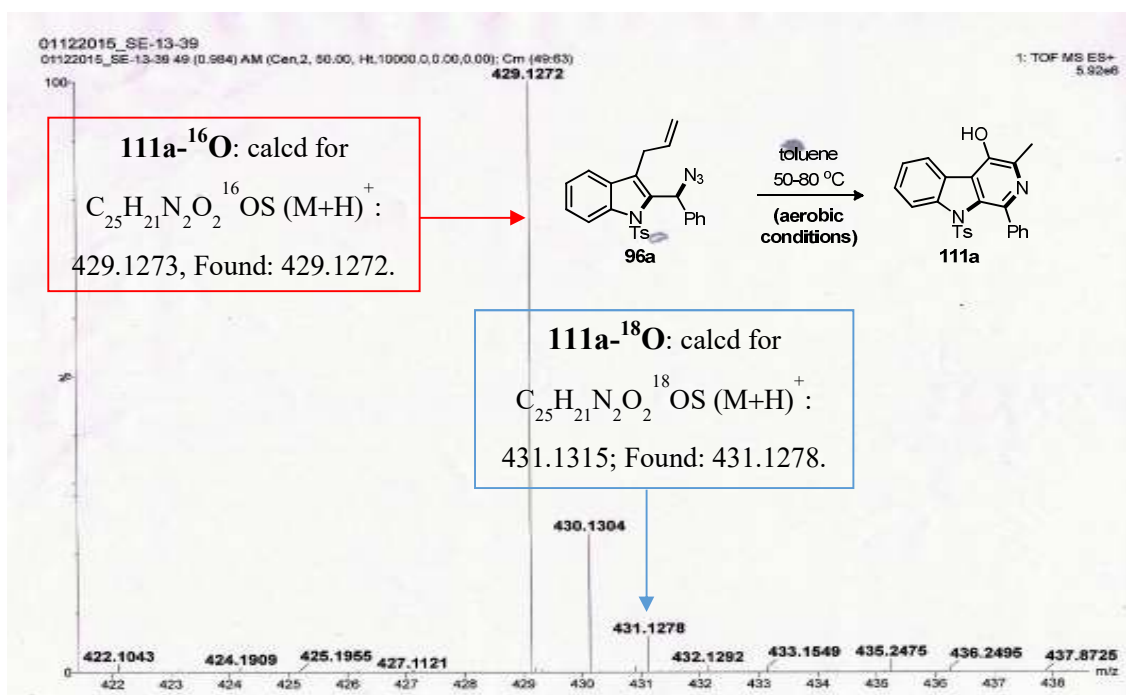 01122015_SE-13-39
01122015_SE-13-39 49 (0.984) AM (Cen,2, 50.00, Ht,10000.0,0.00,0.00); Cm (49:63)
1: TOF MS ES+
5.92e6
429.1272
100
111a-¹⁶O: calcd for
C₂₅H₂₁N₂O₂¹⁶OS (M+H)⁺:
429.1273, Found: 429.1272.
N₃
Ph
N
Ts
96a
toluene
50-80 °C
(aerobic
conditions)
HO
N
N
Ts
Ph
111a
111a-¹⁸O: calcd for
C₂₅H₂₁N₂O₂¹⁸OS (M+H)⁺:
431.1315; Found: 431.1278.
%
430.1304
431.1278
422.1043
424.1909
425.1955
427.1121
432.1292
433.1549
435.2475
436.2495
437.8725
0
m/z
422 423 424 425 426 427 428 429 430 431 432 433 434 435 436 437 438